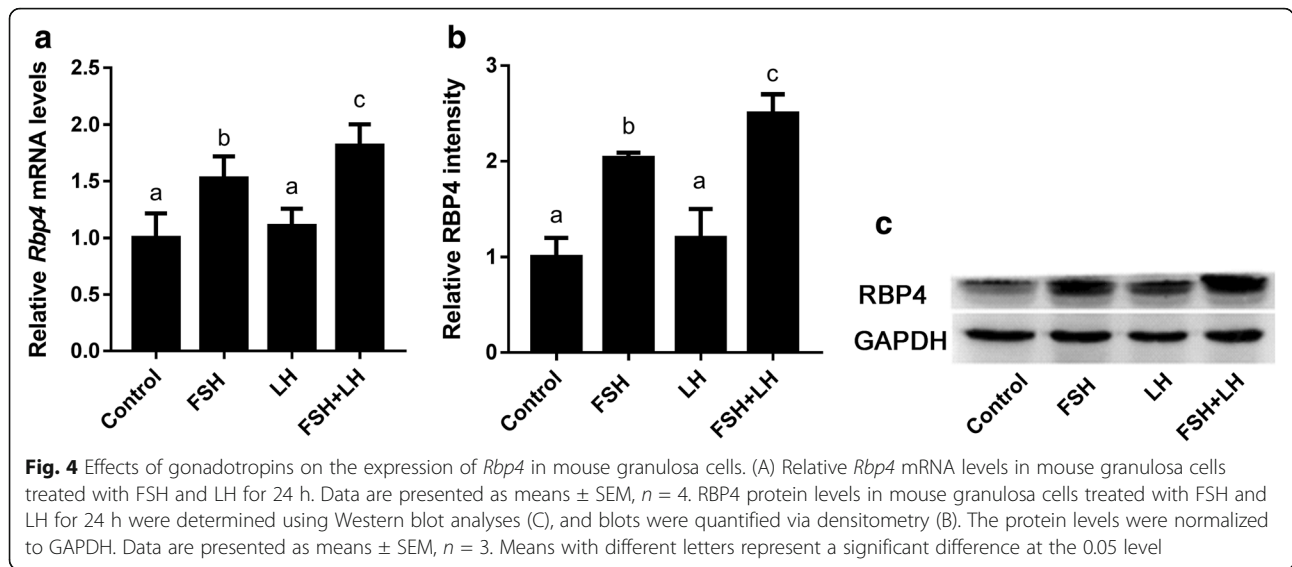 a
Relative Rbp4 mRNA levels
2.5
2.0
1.5
1.0
0.5
0.0
a
b
a
c
Control
FSH
LH
FSH+LH
b
Relative RBP4 intensity
3
2
1
0
a
b
a
c
Control
FSH
LH
FSH+LH
c
RBP4
GAPDH
Control
FSH
LH
FSH+LH
Fig. 4 Effects of gonadotropins on the expression of Rbp4 in mouse granulosa cells. (A) Relative Rbp4 mRNA levels in mouse granulosa cells
treated with FSH and LH for 24 h. Data are presented as means ± SEM, n = 4. RBP4 protein levels in mouse granulosa cells treated with FSH and
LH for 24 h were determined using Western blot analyses (C), and blots were quantified via densitometry (B). The protein levels were normalized
to GAPDH. Data are presented as means ± SEM, n = 3. Means with different letters represent a significant difference at the 0.05 level